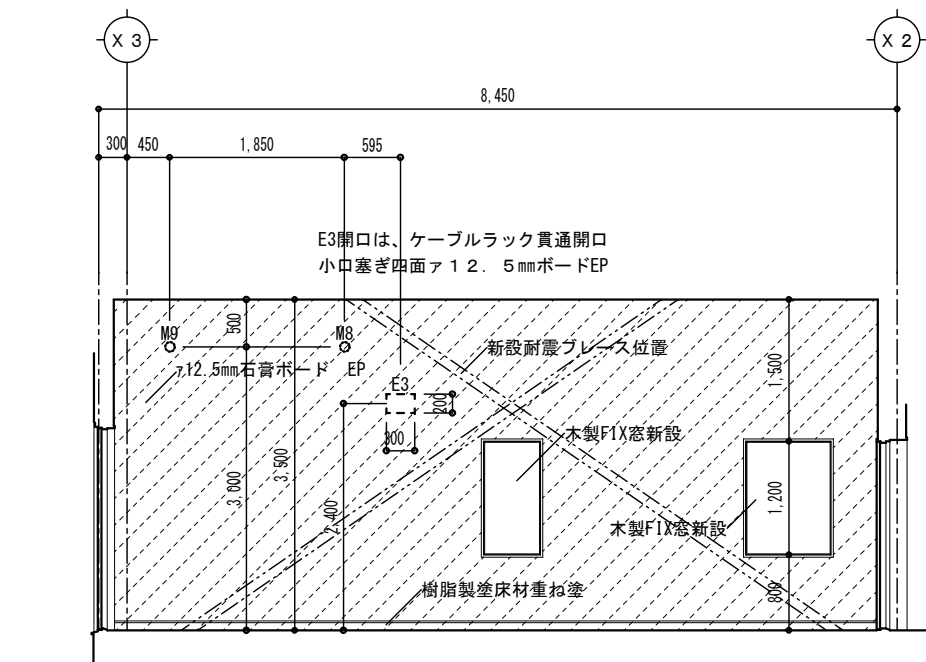 X 3
X 2
8,450
300
450
1,850
595
E3開口は、ケーブルラック貫通開口
小口塞ぎ四面ァ12.5mmボードEP
M9
500
M8
新設耐震ブレース位置
1,500
ァ12.5mm石膏ボード EP
E3
200
300
木製FIX窓新設
3,000
3,500
2,400
1,200
木製FIX窓新設
樹脂製塗床材重ね塗
800